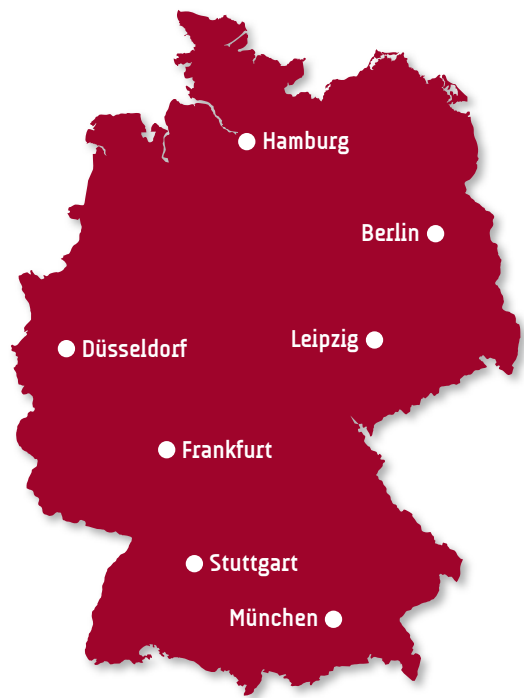 Hamburg
Berlin
Leipzig
Düsseldorf
Frankfurt
Stuttgart
München